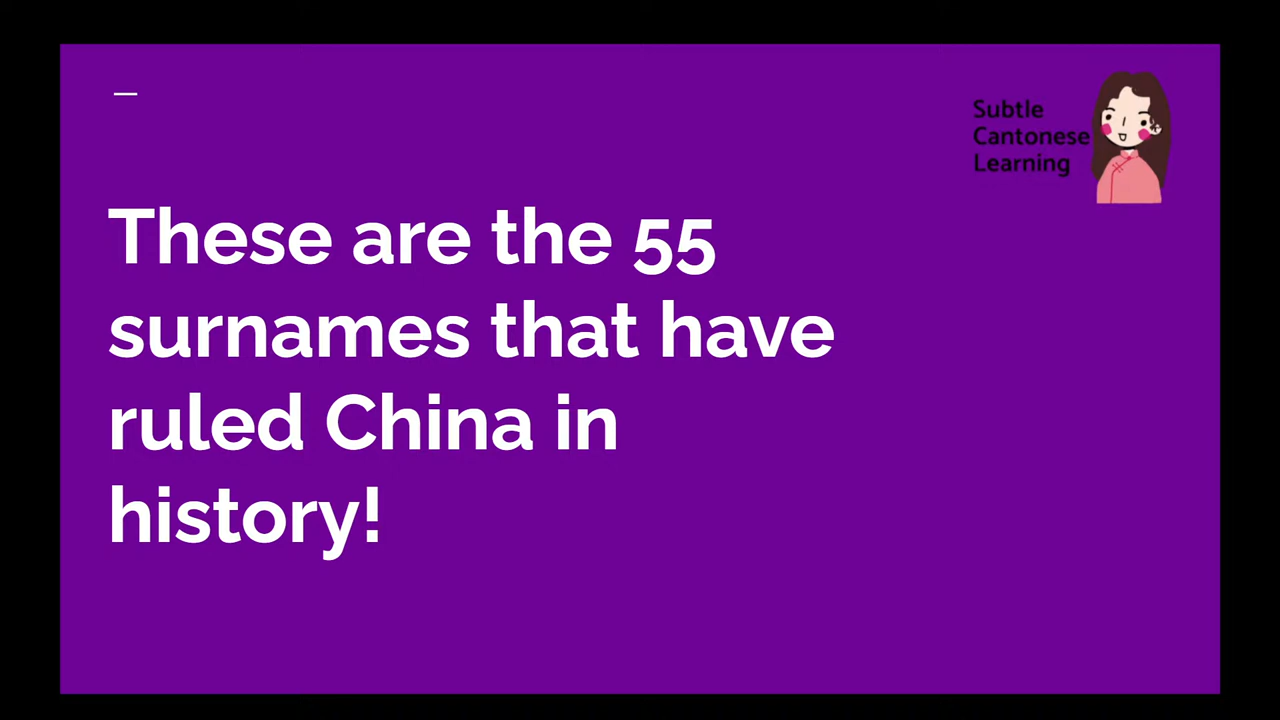 Subtle
Cantonese
Learning
These are the 55
surnames that have
ruled China in
history!